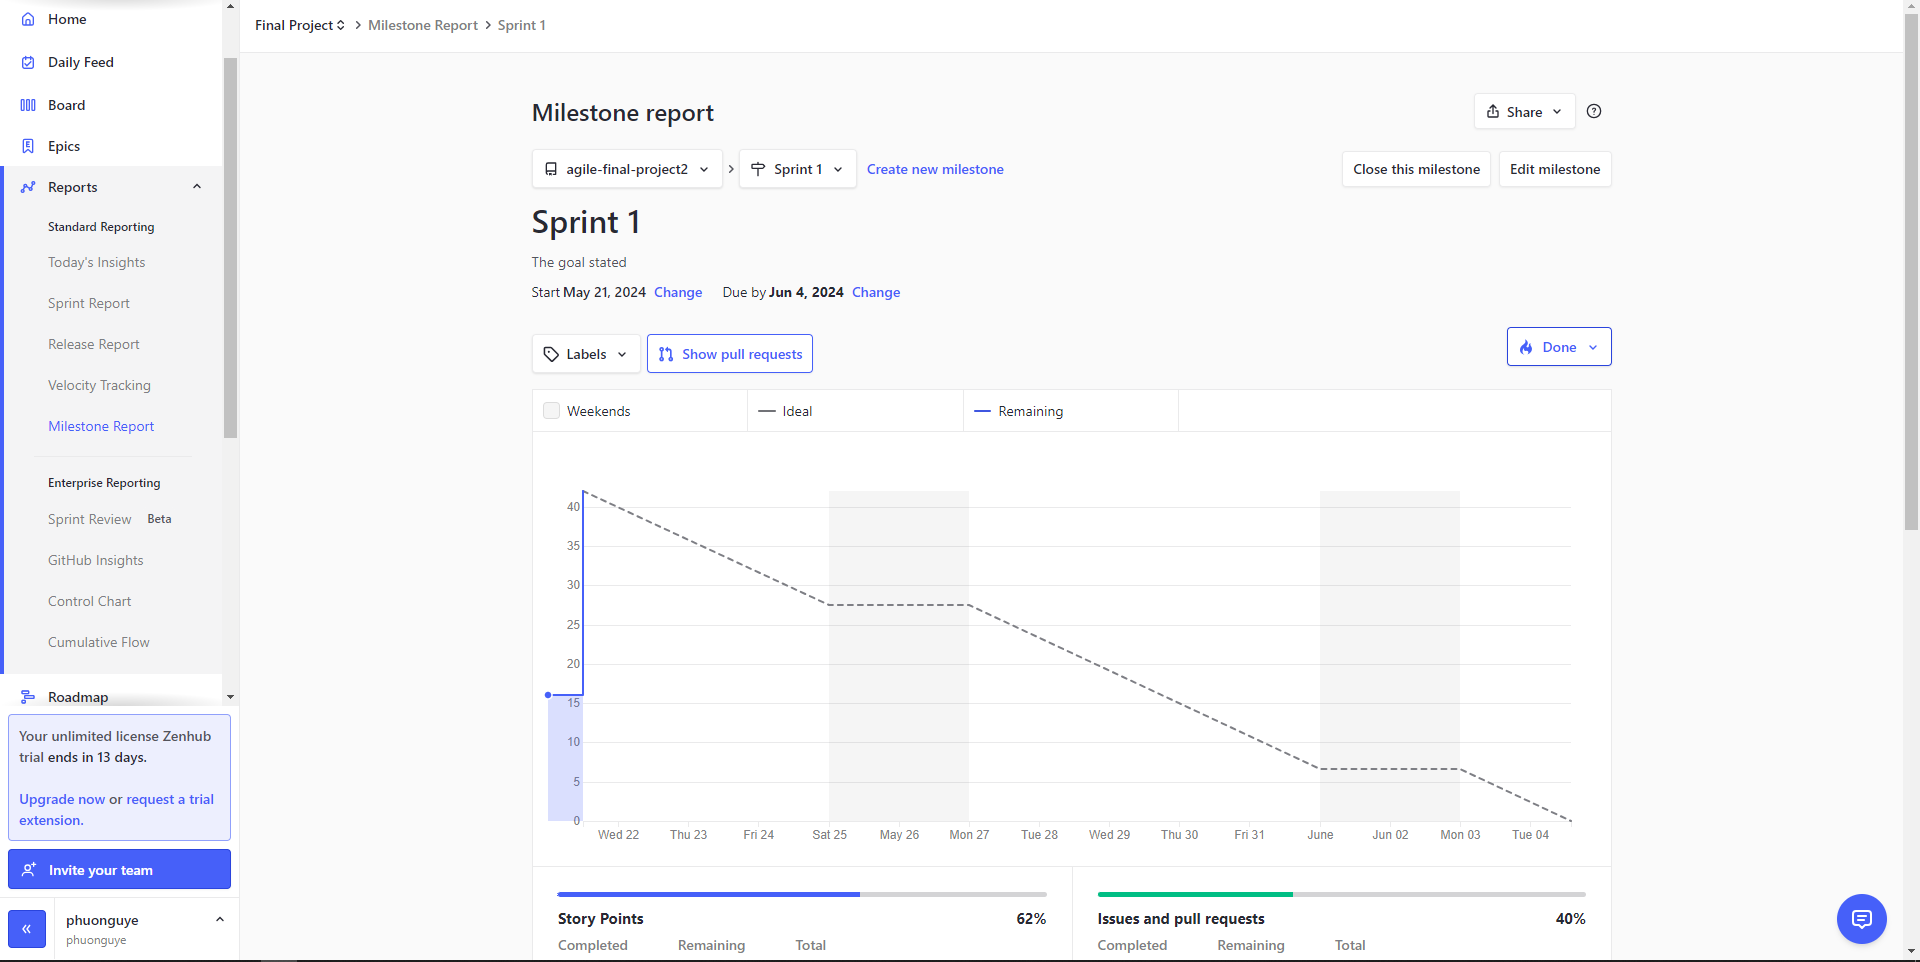 Home
Daily Feed
Board
Epics
Reports
Standard Reporting
Today's Insights
Sprint Report
Release Report
Velocity Tracking
Milestone Report
Enterprise Reporting
Sprint Review Beta
GitHub Insights
Control Chart
Cumulative Flow
Roadmap
Your unlimited license Zenhub
trial ends in 13 days.
Upgrade now or request a trial
extension.
Invite your team
phuonguye
phuonguye
Final Project > Milestone Report > Sprint 1
Milestone report
Share
agile-final-project2 > Sprint 1 Create new milestone
Close this milestone Edit milestone
Sprint 1
The goal stated
Start May 21, 2024 Change Due by Jun 4, 2024 Change
Labels Show pull requests
Done
Weekends Ideal Remaining
40
35
30
25
20
15
10
5
0
Wed 22 Thu 23 Fri 24 Sat 25 May 26 Mon 27 Tue 28 Wed 29 Thu 30 Fri 31 June Jun 02 Mon 03 Tue 04
Story Points 62%
Completed Remaining Total
Issues and pull requests 40%
Completed Remaining Total